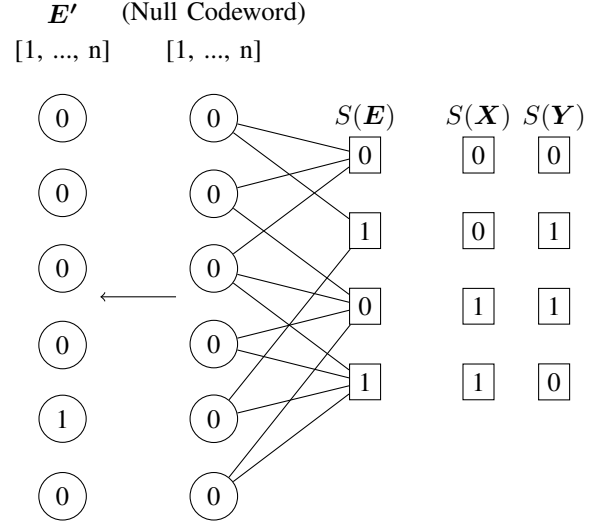 E′ (Null Codeword)
[1, ..., n] [1, ..., n]
S(E) S(X) S(Y)
0 0
0 0 0
0 0
1 0 1
0 0
0 1 1
0 0
1 1 0
1 0
0 0